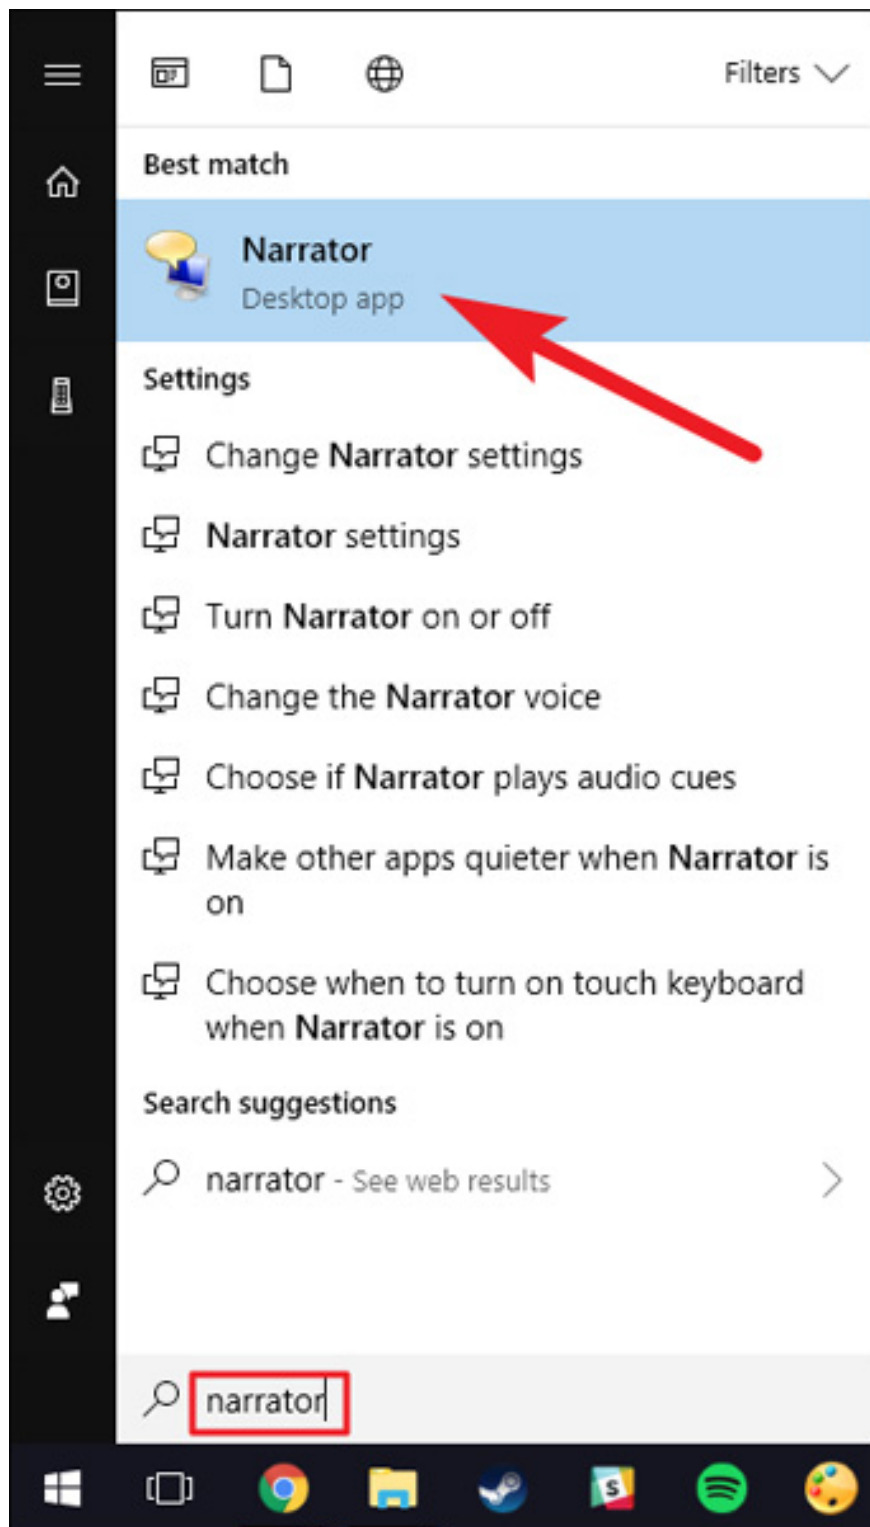 Filters
Best match
Narrator
Desktop app
Settings
Change Narrator settings
Narrator settings
Turn Narrator on or off
Change the Narrator voice
Choose if Narrator plays audio cues
Make other apps quieter when Narrator is
on
Choose when to turn on touch keyboard
when Narrator is on
Search suggestions
narrator - See web results
narrator
S